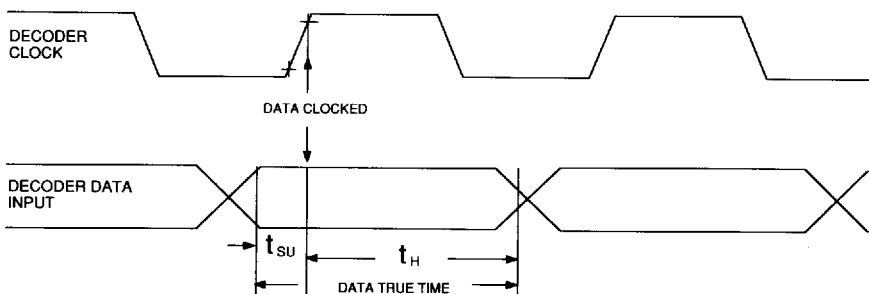 DECODER
CLOCK
DATA CLOCKED
DECODER DATA
INPUT
tSU
tH
DATA TRUE TIME